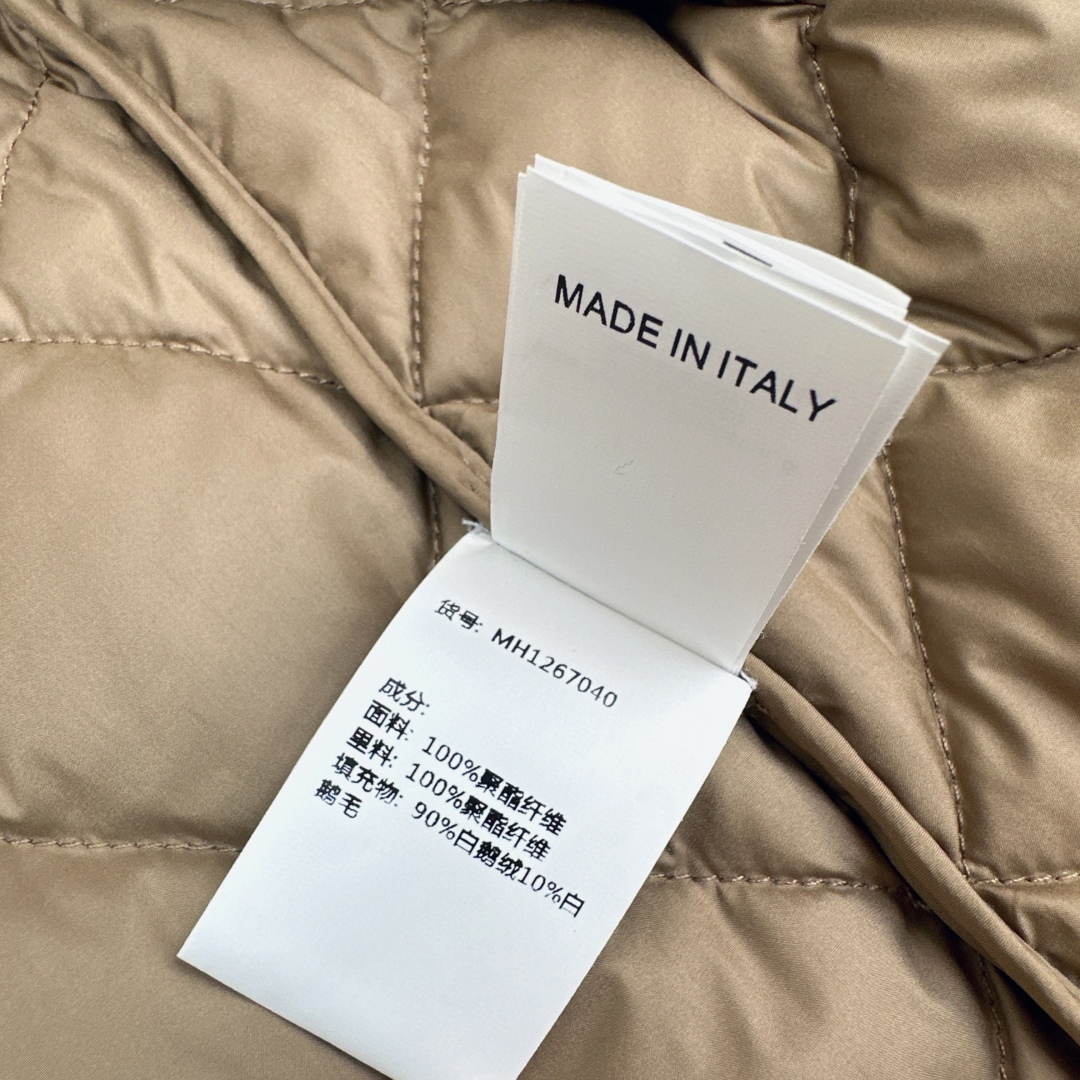 MADE IN ITALY
货号: MH1267040
成分:
面料: 100%聚酯纤维
里料: 100%聚酯纤维
填充物: 90%白鹅绒10%白
鹅毛